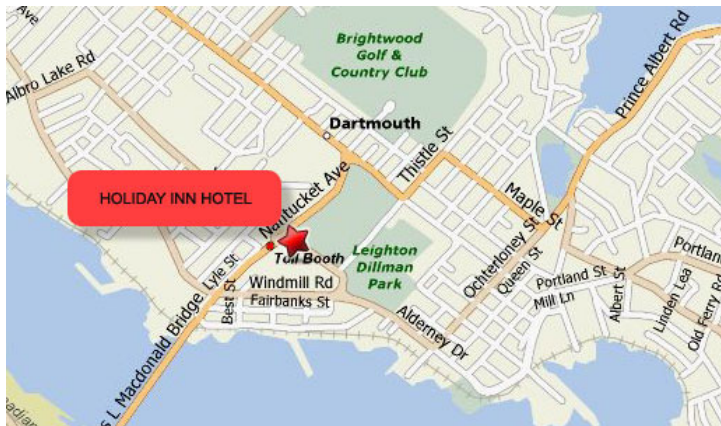 Ave
Brightwood
Golf &
Country Club
Albro Lake Rd
Prince Albert Rd
Dartmouth
Thistle St
Nantucket Ave
HOLIDAY INN HOTEL
Maple St
Toll Booth
Leighton
Dillman
Park
Ochterloney St
Queen St
Portland
Lyle St
Windmill Rd
Portland St
Best St
Fairbanks St
Mill Ln
Albert St
Linden Lea
Old Ferry Rd
Alderney Dr
s L Macdonald Bridge